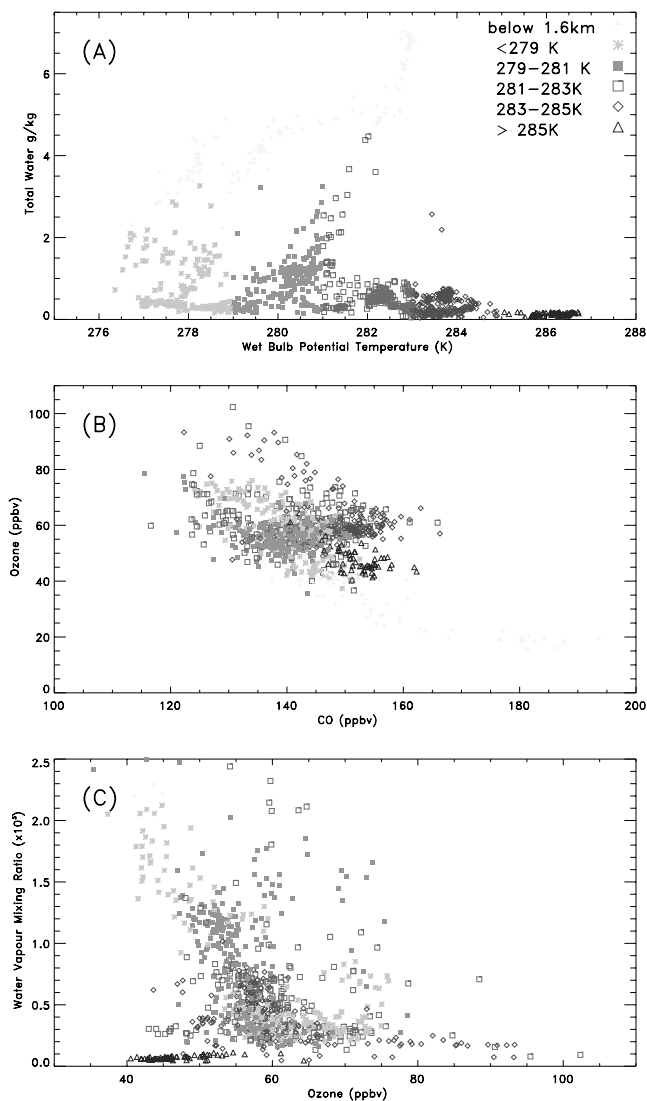 (A)
below 1.6km
<279 K
279-281 K
281-283K
283-285K
> 285K
6
4
2
0
Total Water g/kg
276 278 280 282 284 286 288
Wet Bulb Potential Temperature (K)
(B)
100
80
60
40
20
0
Ozone (ppbv)
100 120 140 160 180 200
CO (ppbv)
(C)
2.5
2.0
1.5
1.0
0.5
0.0
Water Vapour Mixing Ratio (x10³)
40 60 80 100
Ozone (ppbv)